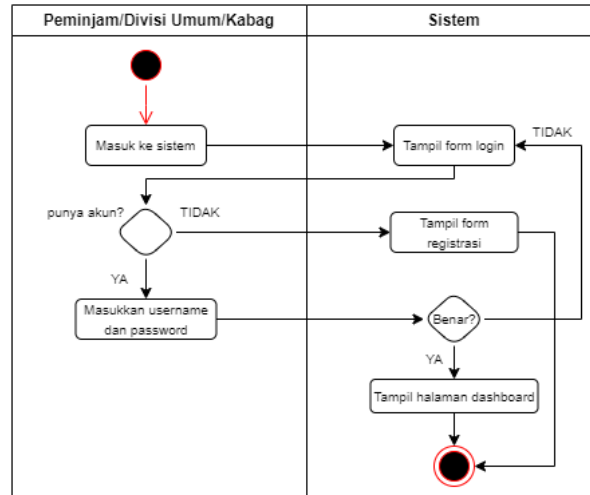 Peminjam/Divisi Umum/Kabag
Sistem
Masuk ke sistem
Tampil form login
TIDAK
punya akun?
TIDAK
Tampil form
registrasi
YA
Masukkan username
dan password
Benar?
YA
Tampil halaman dashboard